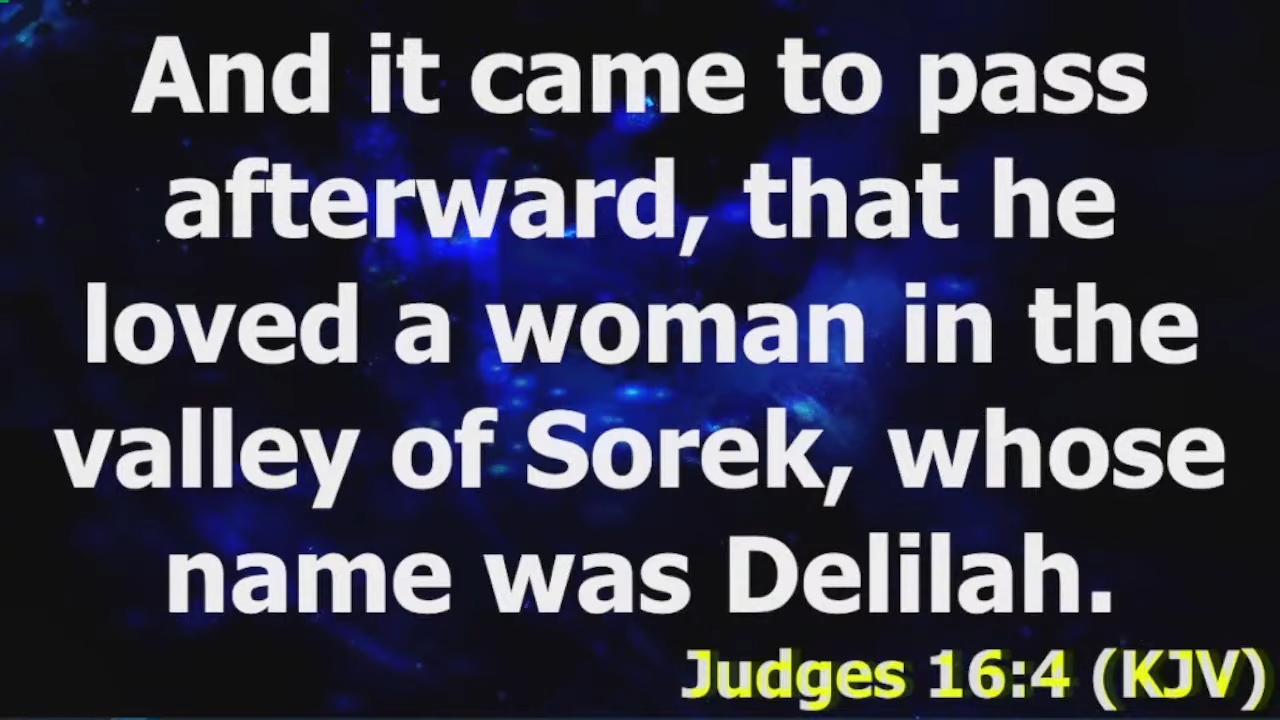 And it came to pass
afterward, that he
loved a woman in the
valley of Sorek, whose
name was Delilah.
Judges 16:4 (KJV)